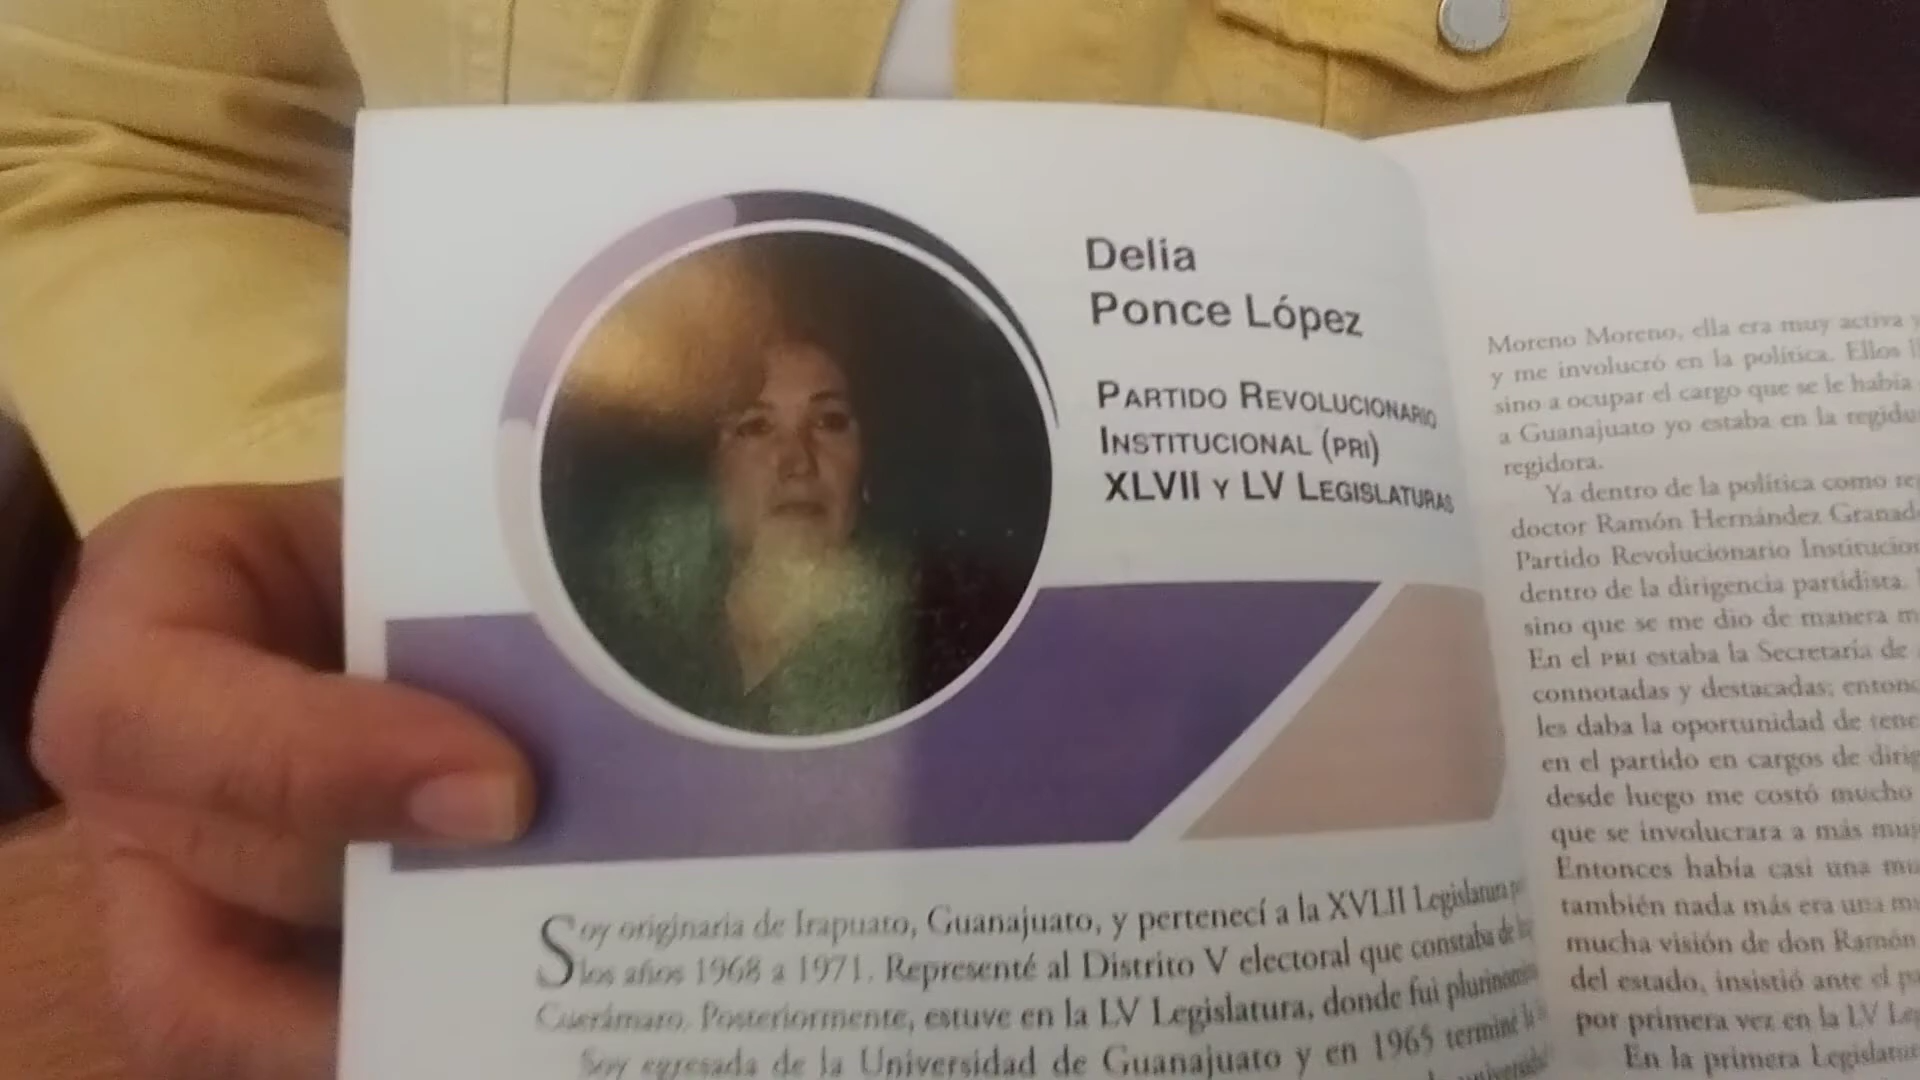 Delia
Ponce López
PARTIDO REVOLUCIONARIO
INSTITUCIONAL (PRI)
XLVII Y LV LEGISLATURAS
Soy originaria de Irapuato, Guanajuato, y pertenecí a la XVLII Legislatura
los años 1968 a 1971. Representé al Distrito V electoral que constaba de
Cuerámaro. Posteriormente, estuve en la LV Legislatura, donde fui
Soy egresada de la Universidad de Guanajuato y en 1965 terminé
Moreno Moreno, ella era muy activa y
y me involucró en la política. Ellos
sino a ocupar el cargo que se le había
a Guanajuato yo estaba en la
regidora.
Ya dentro de la política como
doctor Ramón Hernández
Partido Revolucionario
dentro de la dirigencia partidista.
sino que se me dio de manera
En el PRI estaba la Secretaría de
connotadas y destacadas;
les daba la oportunidad de
en el partido en cargos de
desde luego me costó mucho
que se involucrara a más
Entonces había casi una
también nada más era una
mucha visión de don Ramón
del estado, insistió ante el
por primera vez en la LV
En la primera